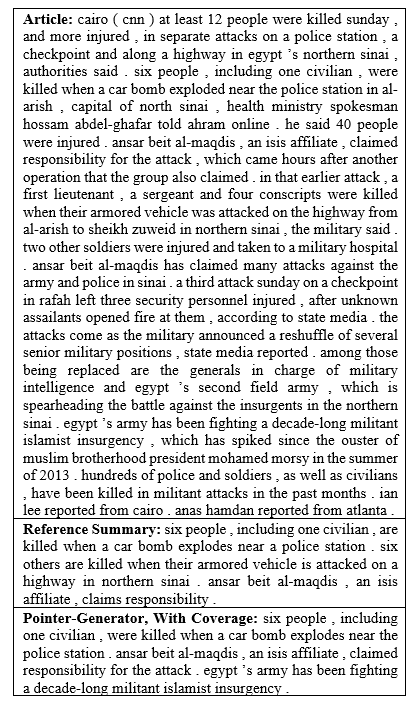 Article: cairo ( cnn ) at least 12 people were killed sunday ,
and more injured , in separate attacks on a police station , a
checkpoint and along a highway in egypt 's northern sinai ,
authorities said . six people , including one civilian , were
killed when a car bomb exploded near the police station in al-
arish , capital of north sinai , health ministry spokesman
hossam abdel-ghafar told ahram online . he said 40 people
were injured . ansar beit al-maqdis , an isis affiliate , claimed
responsibility for the attack , which came hours after another
operation that the group also claimed . in that earlier attack , a
first lieutenant , a sergeant and four conscripts were killed
when their armored vehicle was attacked on the highway from
al-arish to sheikh zuweid in northern sinai , the military said .
two other soldiers were injured and taken to a military hospital
. ansar beit al-maqdis has claimed many attacks against the
army and police in sinai . a third attack sunday on a checkpoint
in rafah left three security personnel injured , after unknown
assailants opened fire at them , according to state media . the
attacks come as the military announced a reshuffle of several
senior military positions , state media reported . among those
being replaced are the generals in charge of military
intelligence and egypt 's second field army , which is
spearheading the battle against the insurgents in the northern
sinai . egypt 's army has been fighting a decade-long militant
islamist insurgency , which has spiked since the ouster of
muslim brotherhood president mohamed morsy in the summer
of 2013 . hundreds of police and soldiers , as well as civilians
, have been killed in militant attacks in the past months . ian
lee reported from cairo . anas hamdan reported from atlanta .
Reference Summary: six people , including one civilian , are
killed when a car bomb explodes near a police station . six
others are killed when their armored vehicle is attacked on a
highway in northern sinai . ansar beit al-maqdis , an isis
affiliate , claims responsibility .
Pointer-Generator, With Coverage: six people , including
one civilian , were killed when a car bomb explodes near the
police station . ansar beit al-maqdis , an isis affiliate , claimed
responsibility for the attack . egypt 's army has been fighting
a decade-long militant islamist insurgency .